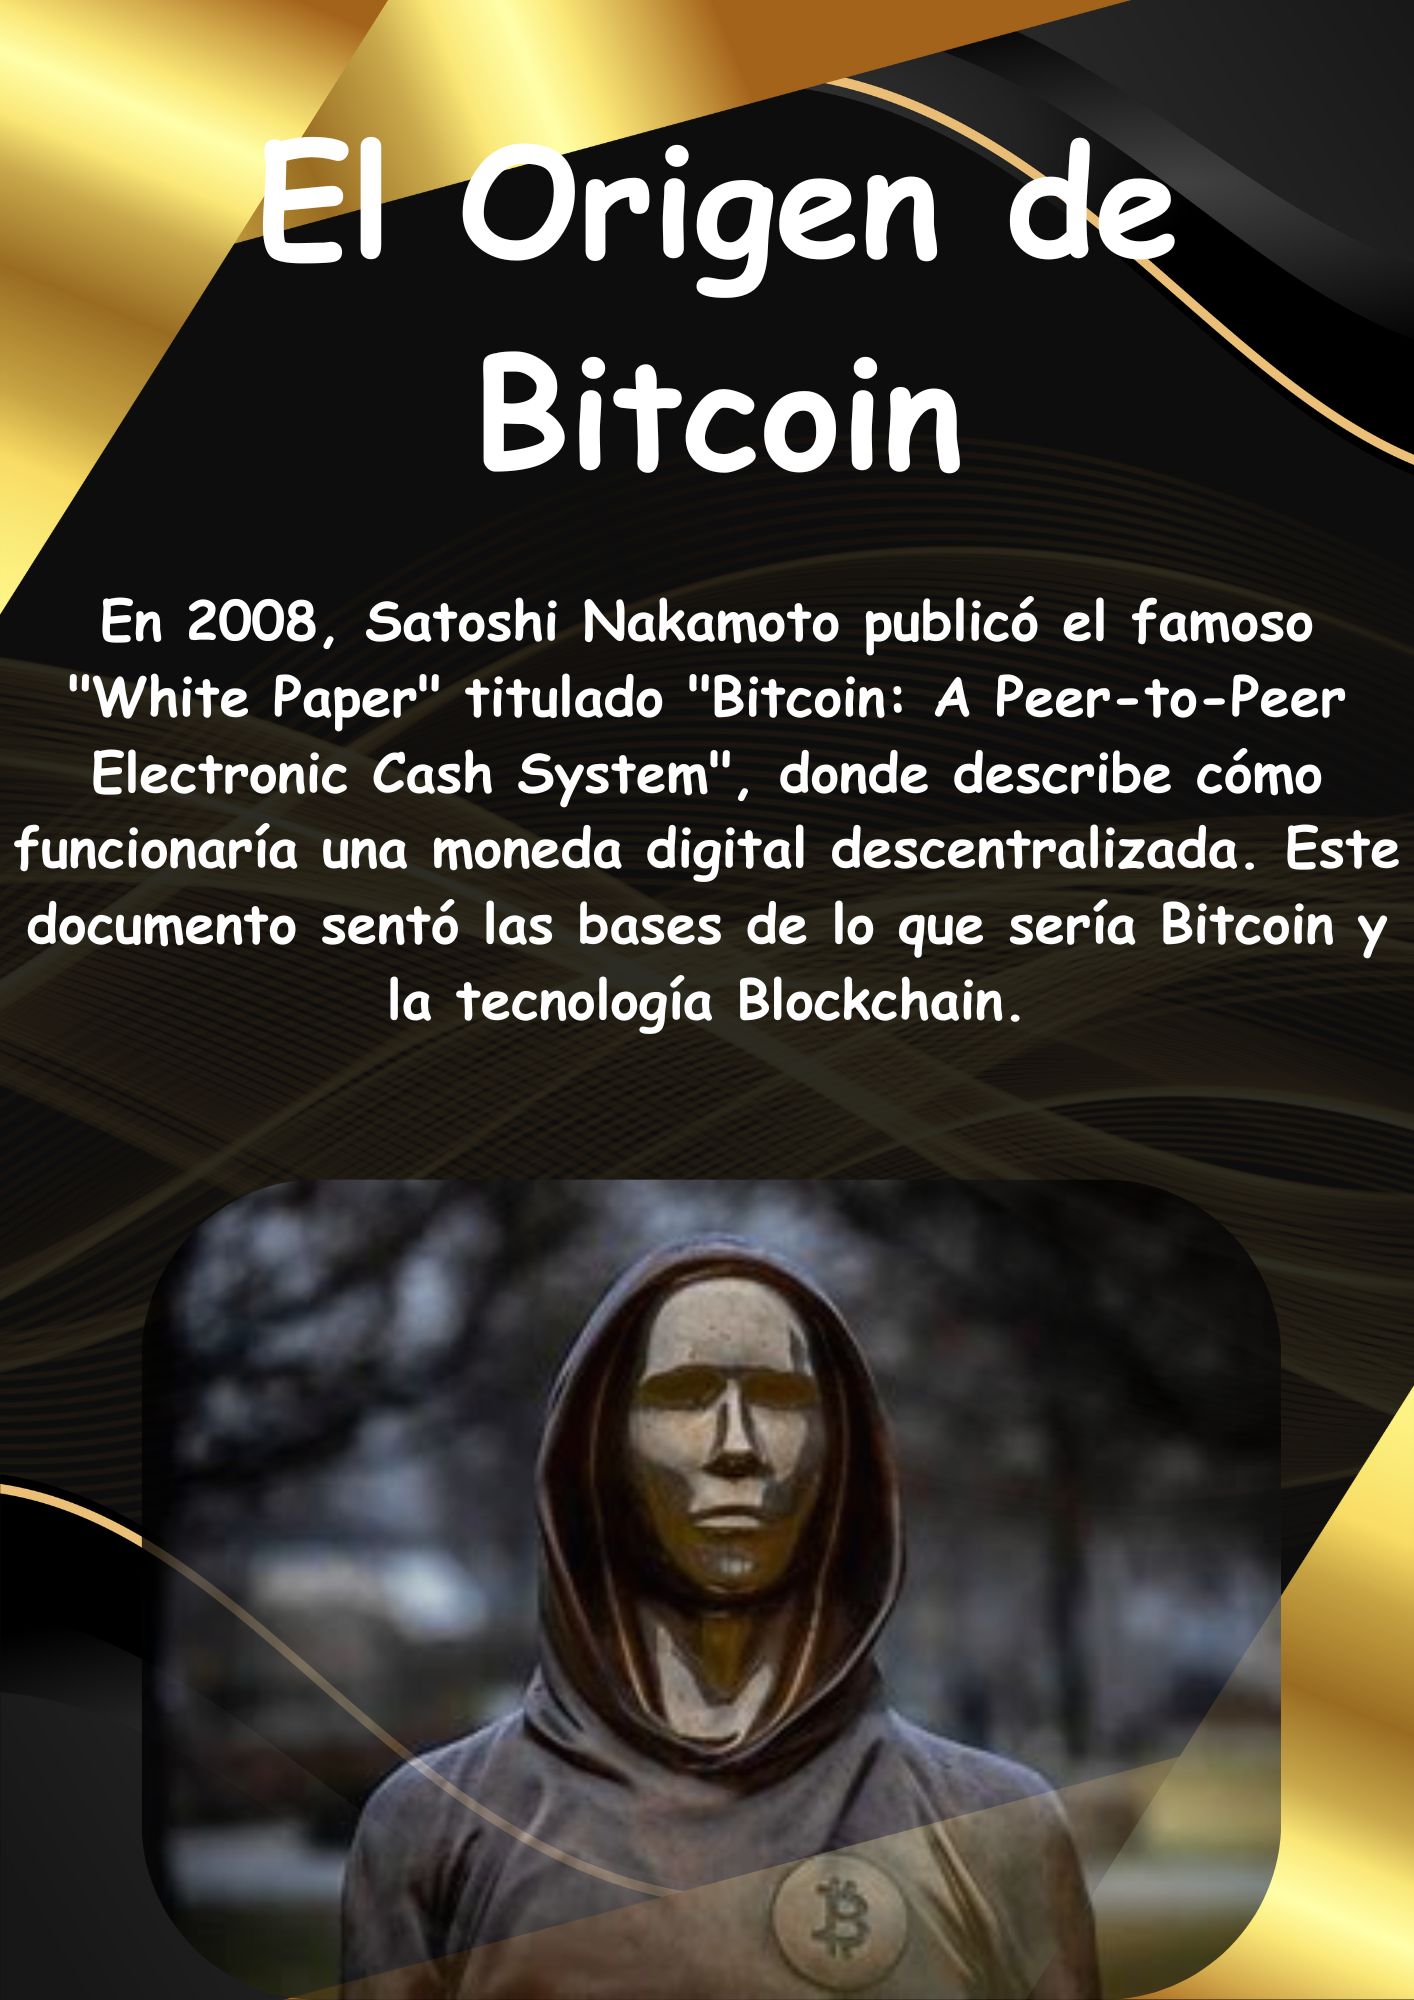 El Origen de
Bitcoin
En 2008, Satoshi Nakamoto publicó el famoso
"White Paper" titulado "Bitcoin: A Peer-to-Peer
Electronic Cash System", donde describe cómo
funcionaría una moneda digital descentralizada. Este
documento sentó las bases de lo que sería Bitcoin y
la tecnología Blockchain.